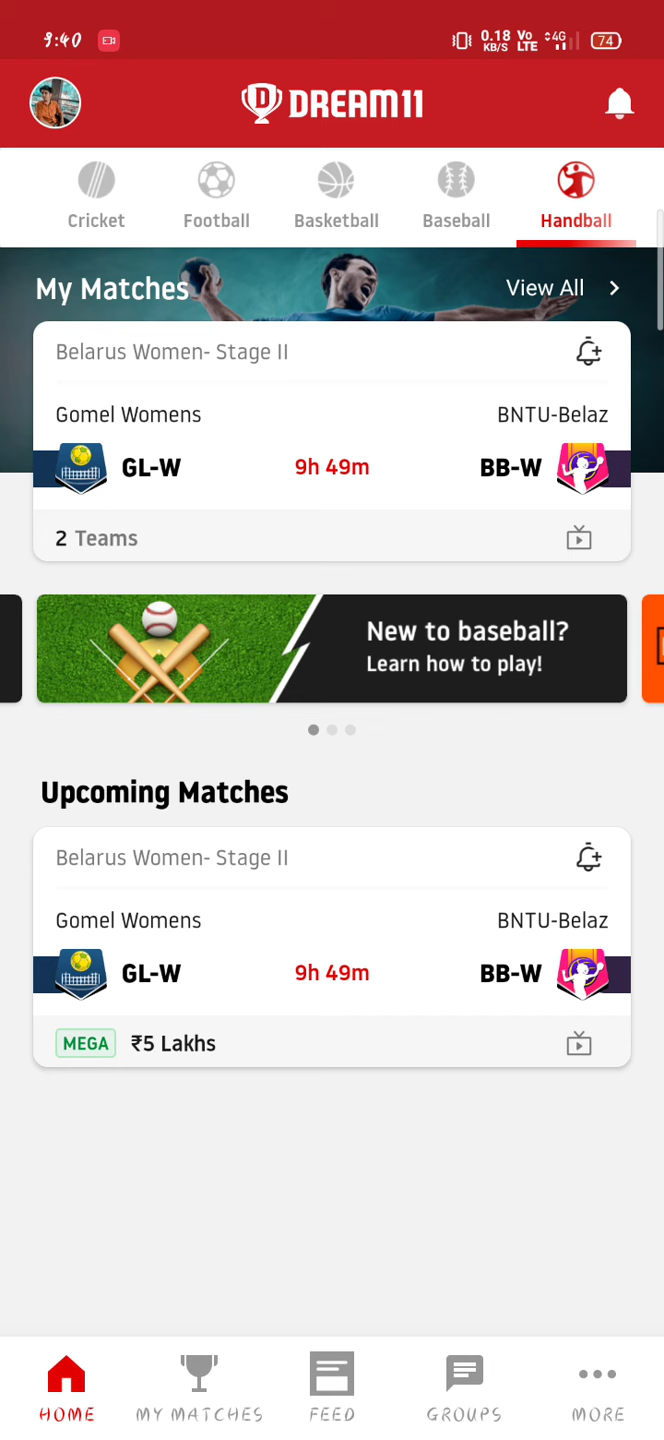 9:40
0.18 KB/S Vo LTE 4G 74
DREAM11
Cricket Football Basketball Baseball Handball
My Matches View All
Belarus Women- Stage II
Gomel Womens BNTU-Belaz
GL-W 9h 49m BB-W
2 Teams
New to baseball?
Learn how to play!
Upcoming Matches
Belarus Women- Stage II
Gomel Womens BNTU-Belaz
GL-W 9h 49m BB-W
MEGA ₹5 Lakhs
HOME MY MATCHES FEED GROUPS MORE